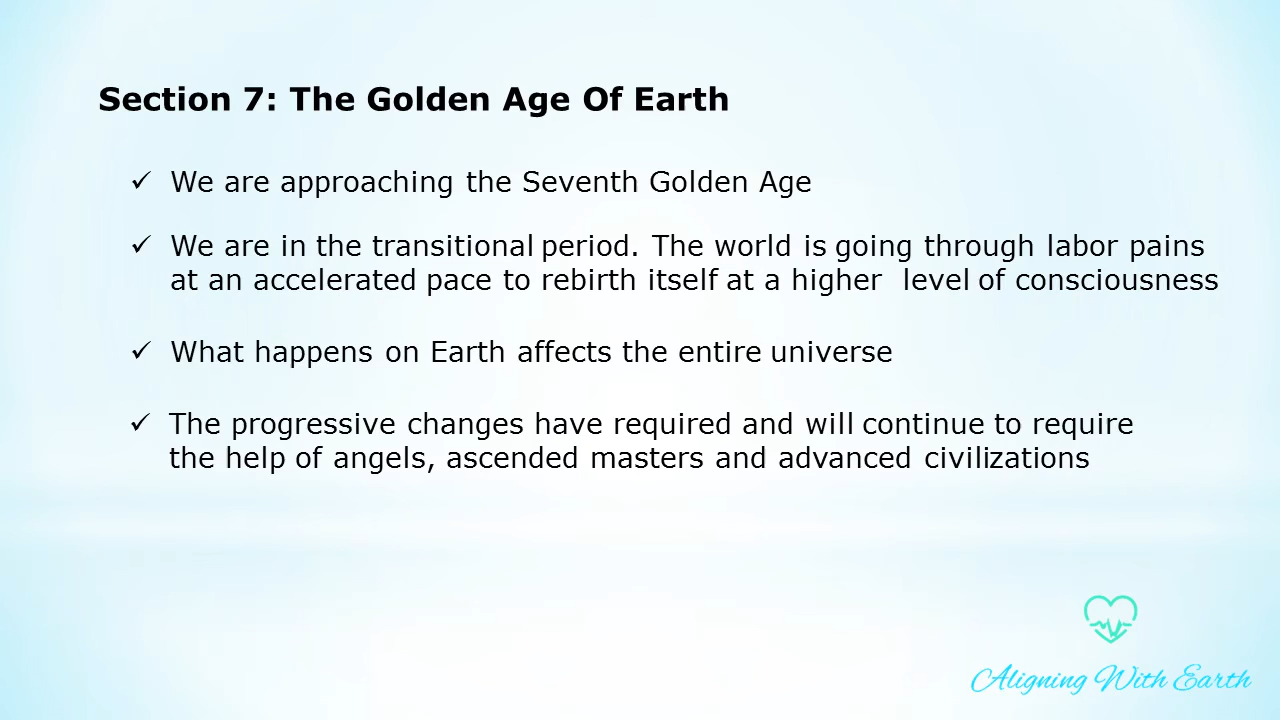 Section 7: The Golden Age Of Earth
✓ We are approaching the Seventh Golden Age
✓ We are in the transitional period. The world is going through labor pains
at an accelerated pace to rebirth itself at a higher level of consciousness
✓ What happens on Earth affects the entire universe
✓ The progressive changes have required and will continue to require
the help of angels, ascended masters and advanced civilizations
Aligning With Earth